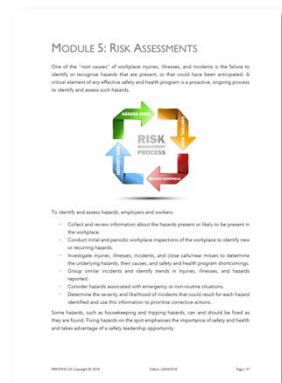 MODULE 5: RISK ASSESSMENTS
One of the "root causes" of workplace injuries, illnesses, and incidents is the failure to
identify or recognise hazards that are present, or that could have been anticipated. A
critical element of any effective safety and health program is a proactive, ongoing process
to identify and assess such hazards.
ASSESS RISK
RISK
MANAGEMENT
PROCESS
To identify and assess hazards, employers and workers:
· Collect and review information about the hazards present or likely to be present in
the workplace.
· Conduct initial and periodic workplace inspections of the workplace to identify new
or recurring hazards.
· Investigate injuries, illnesses, incidents, and close calls/near misses to determine
the underlying hazards, their causes, and safety and health program shortcomings.
· Group similar incidents and identify trends in injuries, illnesses, and hazards
reported.
· Consider hazards associated with emergency or non-routine situations.
· Determine the severity and likelihood of incidents that could result for each hazard
identified and use this information to prioritise corrective actions.
Some hazards, such as housekeeping and tripping hazards, can and should be fixed as
they are found. Fixing hazards on the spot emphasises the importance of safety and health
and takes advantage of a safety leadership opportunity.